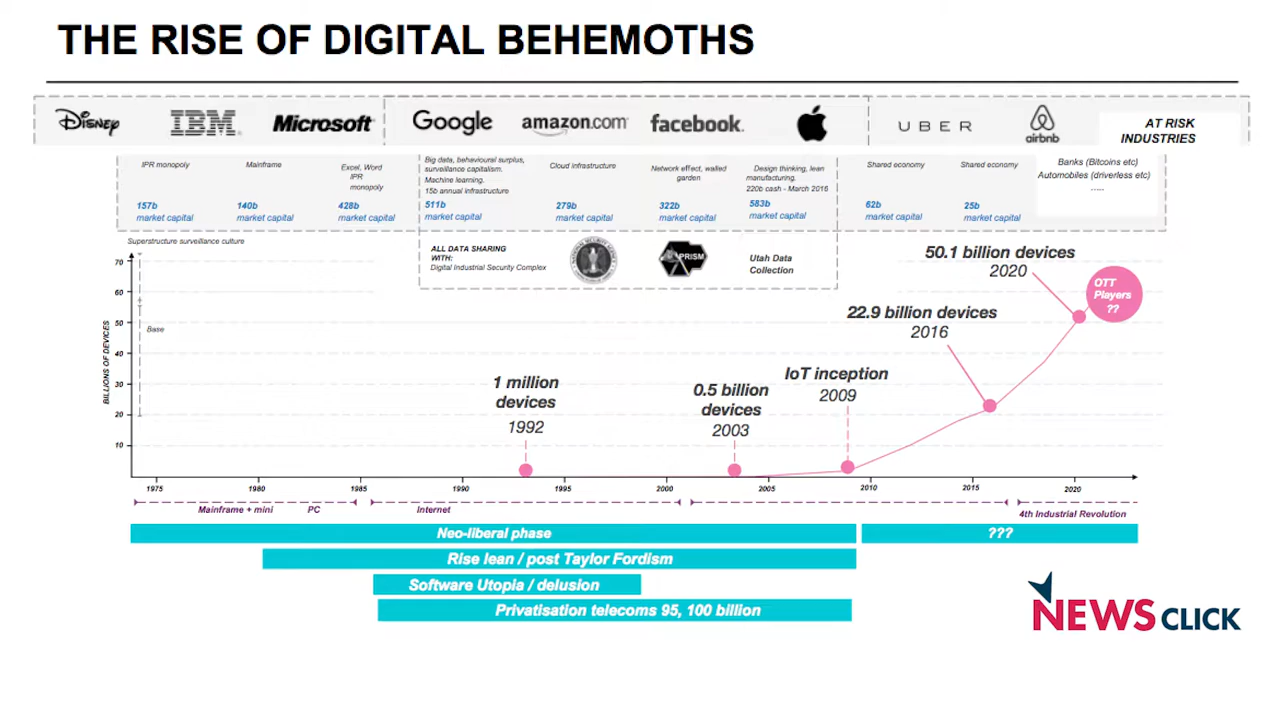 THE RISE OF DIGITAL BEHEMOTHS
Disney
IBM
Microsoft
Google
amazon.com
facebook.
UBER
airbnb
AT RISK
INDUSTRIES
IPR monopoly
157b
market capital
Mainframe
140b
market capital
Excel, Word
IPR
monopoly
428b
market capital
Big data, behavioural surplus,
surveillance capitalism.
Machine learning.
15b annual infrastructure
511b
market capital
Cloud infrastructure
279b
market capital
Network effect, walled
garden
322b
market capital
Design thinking, lean
manufacturing.
220b cash - March 2016
583b
market capital
Shared economy
62b
market capital
Shared economy
25b
market capital
Banks (Bitcoins etc)
Automobiles (driverless etc)
.....
Superstructure surveillance culture
ALL DATA SHARING
WITH:
Digital Industrial Security Complex
PRISM
Utah Data
Collection
BILLIONS OF DEVICES
70
60
50
40
30
20
10
Base
1 million
devices
1992
0.5 billion
devices
2003
IoT inception
2009
22.9 billion devices
2016
50.1 billion devices
2020
OTT
Players
??
1975
1980
1985
1990
1995
2000
2005
2010
2015
2020
Mainframe + mini
PC
Internet
4th Industrial Revolution
Neo-liberal phase
???
Rise lean / post Taylor Fordism
Software Utopia / delusion
Privatisation telecoms 95, 100 billion
NEWSCLICK